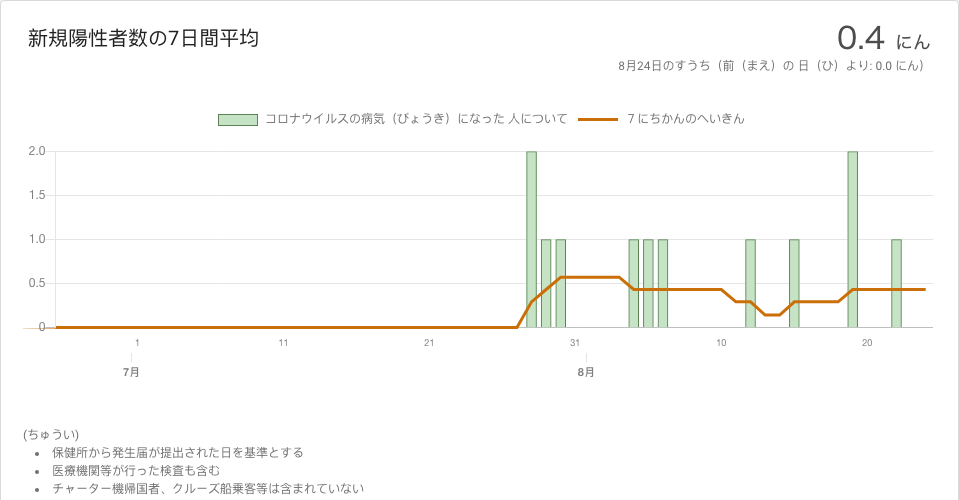 新規陽性者数の7日間平均
0.4 にん
8月24日のすうち（前（まえ）の 日（ひ）より: 0.0 にん）
コロナウイルスの病気（びょうき）になった 人について 7 にちかんのへいきん
2.0
1.5
1.0
0.5
0
1 11 21 31 10 20
7月 8月
(ちゅうい)
• 保健所から発生届が提出された日を基準とする
• 医療機関等が行った検査も含む
• チャーター機帰国者、クルーズ船乗客等は含まれていない